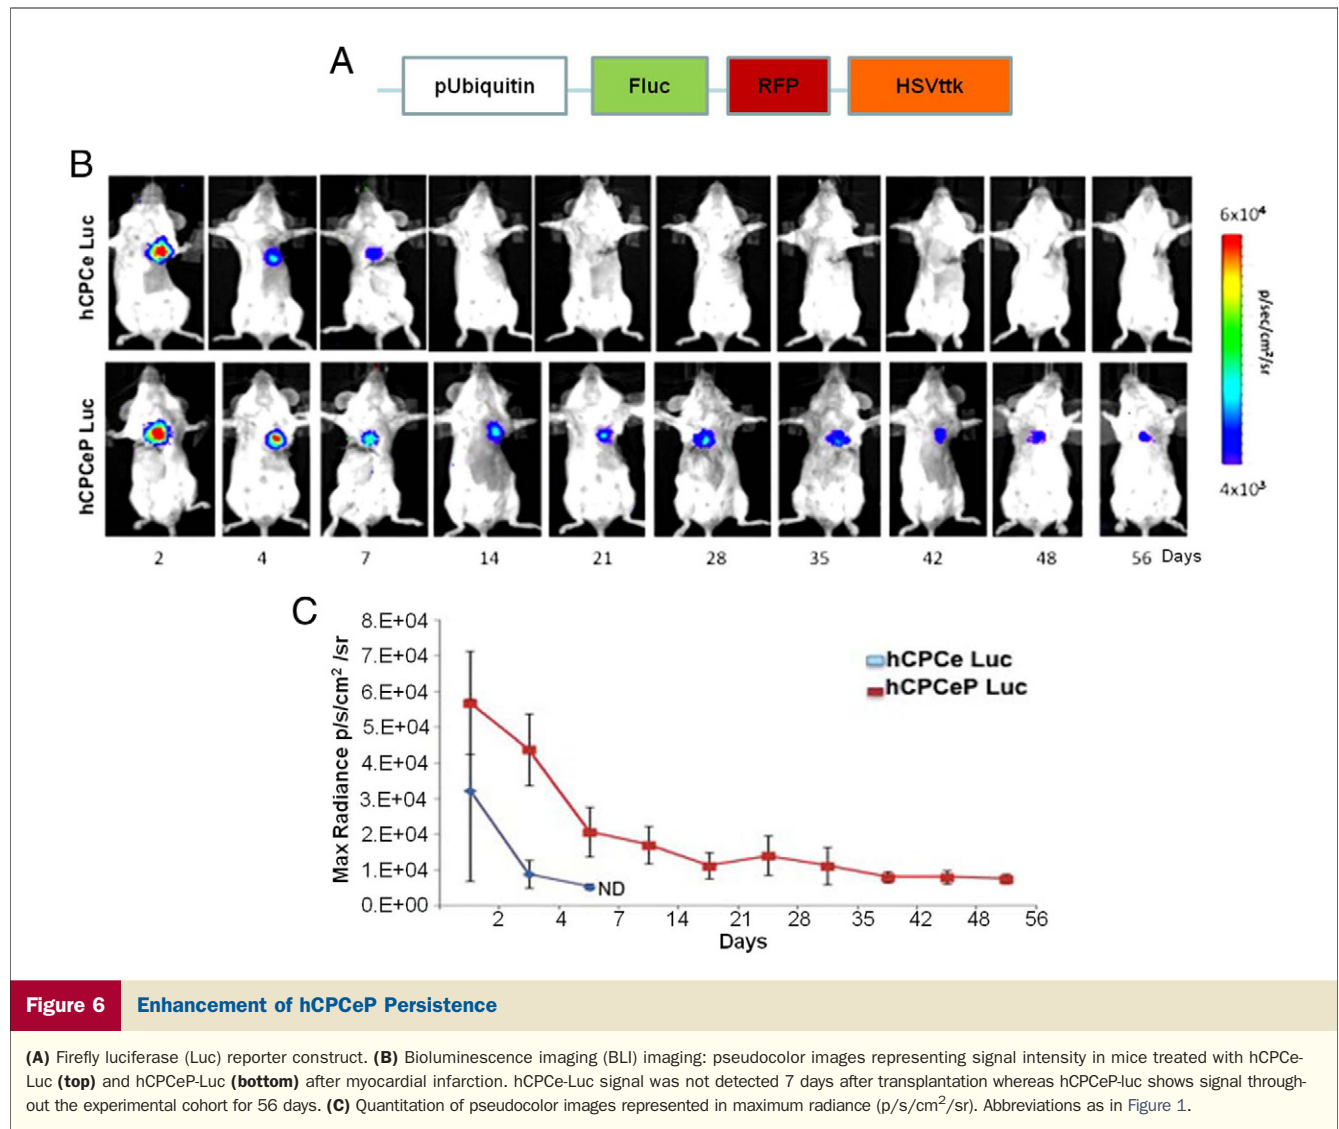 A
pUbiquitin Fluc RFP HSVttk
B
hCPCe Luc
hCPCeP Luc
6x10⁴
p/sec/cm²/sr
4x10³
2 4 7 14 21 28 35 42 48 56 Days
C
Max Radiance p/s/cm² /sr
8.E+04
7.E+04
6.E+04
5.E+04
4.E+04
3.E+04
2.E+04
1.E+04
0.E+00
hCPCe Luc
hCPCeP Luc
ND
2 4 7 14 21 28 35 42 48 56
Days
Figure 6 Enhancement of hCPCeP Persistence
(A) Firefly luciferase (Luc) reporter construct. (B) Bioluminescence imaging (BLI) imaging: pseudocolor images representing signal intensity in mice treated with hCPCe-
Luc (top) and hCPCeP-Luc (bottom) after myocardial infarction. hCPCe-Luc signal was not detected 7 days after transplantation whereas hCPCeP-luc shows signal through-
out the experimental cohort for 56 days. (C) Quantitation of pseudocolor images represented in maximum radiance (p/s/cm²/sr). Abbreviations as in Figure 1.